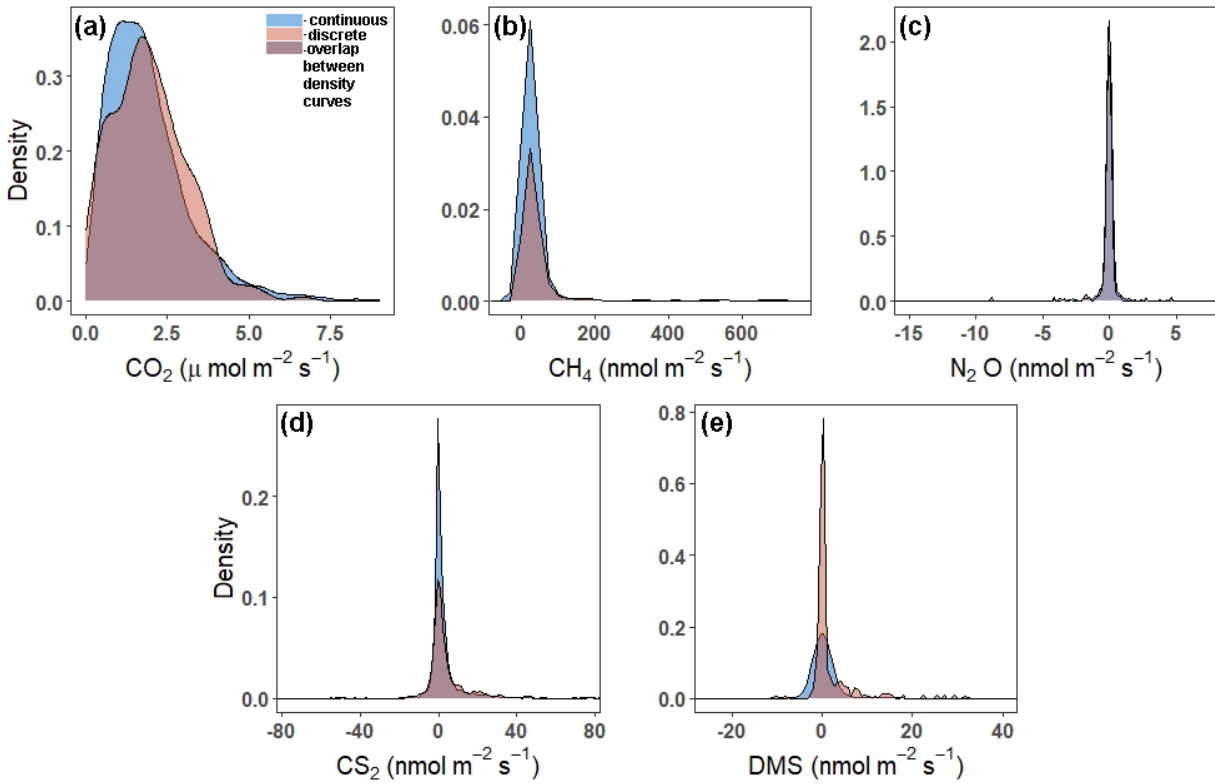 (a)
- continuous
-discrete
-overlap
between
density
curves
Density
0.3
0.2
0.1
0.0
0.0 2.5 5.0 7.5
CO₂ (μ mol m⁻² s⁻¹)
(b)
0.06
0.04
0.02
0.00
0 200 400 600
CH₄ (nmol m⁻² s⁻¹)
(c)
2.0
1.5
1.0
0.5
0.0
-15 -10 -5 0 5
N₂ O (nmol m⁻² s⁻¹)
(d)
Density
0.2
0.1
0.0
-80 -40 0 40 80
CS₂ (nmol m⁻² s⁻¹)
(e)
0.8
0.6
0.4
0.2
0.0
-20 0 20 40
DMS (nmol m⁻² s⁻¹)